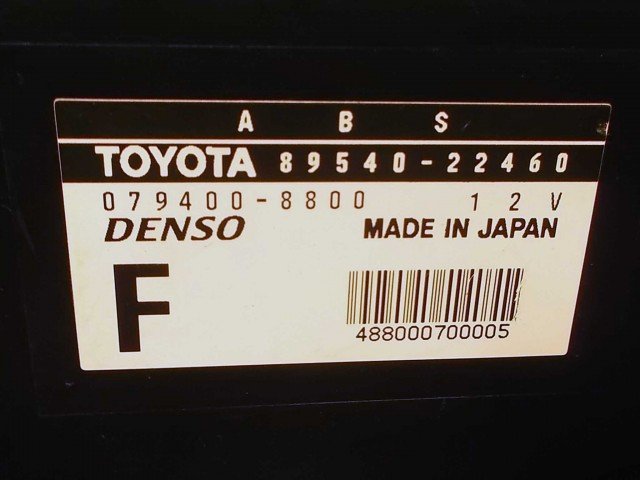 A B S
TOYOTA 89540-22460
079400-8800 12V
DENSO MADE IN JAPAN
F
488000700005